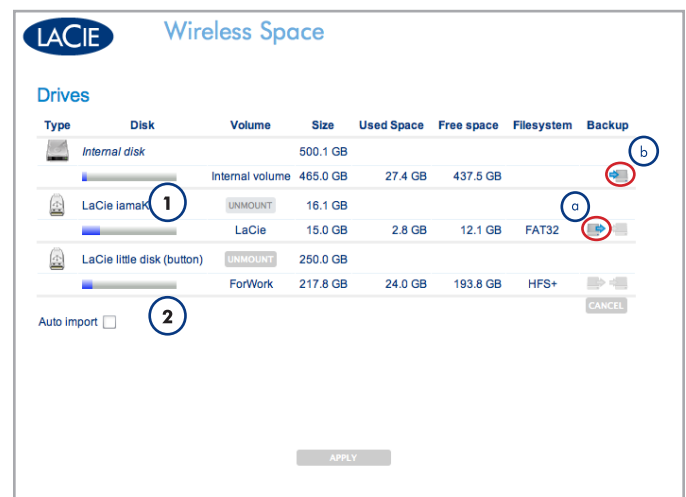 LACIE Wireless Space
Drives
Type Disk Volume Size Used Space Free space Filesystem Backup
Internal disk 500.1 GB b
Internal volume 465.0 GB 27.4 GB 437.5 GB
LaCie iamaK 1 UNMOUNT 16.1 GB a
LaCie 15.0 GB 2.8 GB 12.1 GB FAT32
LaCie little disk (button) UNMOUNT 250.0 GB
ForWork 217.8 GB 24.0 GB 193.8 GB HFS+
CANCEL
Auto import 2
APPLY